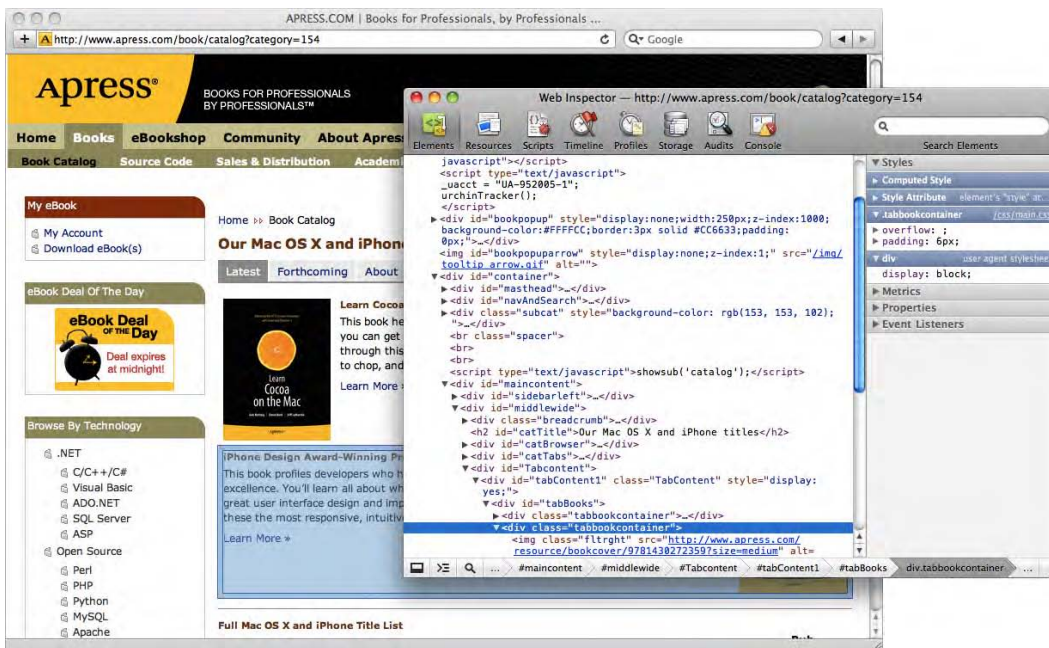 APRESS.COM | Books for Professionals, by Professionals ...
http://www.apress.com/book/catalog?category=154
Google
Apress®
BOOKS FOR PROFESSIONALS
BY PROFESSIONALS™
Home Books eBookshop Community About Apress
Book Catalog Source Code Sales & Distribution Academi
My eBook
My Account
Download eBook(s)
eBook Deal Of The Day
eBook Deal
OF THE Day
Deal expires
at midnight!
Browse By Technology
.NET
C/C++/C#
Visual Basic
ADO.NET
SQL Server
ASP
Open Source
Perl
PHP
Python
MySQL
Apache
Home Book Catalog
Our Mac OS X and iPhon
Latest Forthcoming About
Learn
Cocoa
on the Mac
Learn Cocoa
This book he
you can get
through this
to chop, and
Learn More »
iPhone Design Award-Winning Pr
This book profiles developers who h
excellence. You'll learn all about wh
great user interface design and imp
these the most responsive, intuitiv
Learn More »
Full Mac OS X and iPhone Title List
Web Inspector — http://www.apress.com/book/catalog?category=154
Elements Resources Scripts Timeline Profiles Storage Audits Console
Search Elements
javascript"></script>
<script type="text/javascript">
_uacct = "UA-952005-1";
urchinTracker();
</script>
<div id="bookpopup" style="display:none;width:250px;z-index:1000;
background-color:#FFFFCC;border:3px solid #CC6633;padding:
0px;">…</div>
<img id="bookpopuparrow" style="display:none;z-index:1;" src="/img/
tooltip_arrow.gif" alt="">
<div id="container">
<div id="masthead">…</div>
<div id="navAndSearch">…</div>
<div class="subcat" style="background-color: rgb(153, 153, 102);
">…</div>
<br class="spacer">
<br>
<br>
<script type="text/javascript">showsub('catalog');</script>
<div id="maincontent">
<div id="sidebarleft">…</div>
<div id="middlewide">
<div class="breadcrumb">…</div>
<h2 id="catTitle">Our Mac OS X and iPhone titles</h2>
<div id="catBrowser">…</div>
<div id="catTabs">…</div>
<div id="Tabcontent">
<div id="tabContent1" class="TabContent" style="display:
yes;">
<div id="tabBooks">
<div class="tabbookcontainer">…</div>
<div class="tabbookcontainer">
<img class="fltrght" src="http://www.apress.com/
resource/bookcover/9781430272359?size=medium" alt=
... #maincontent #middlewide #Tabcontent #tabContent1 #tabBooks div.tabbookcontainer ...
Styles
Computed Style
Style Attribute element's "style" at...
.tabbookcontainer /css/main.cs
overflow: ;
padding: 6px;
div user agent styleshee
display: block;
Metrics
Properties
Event Listeners